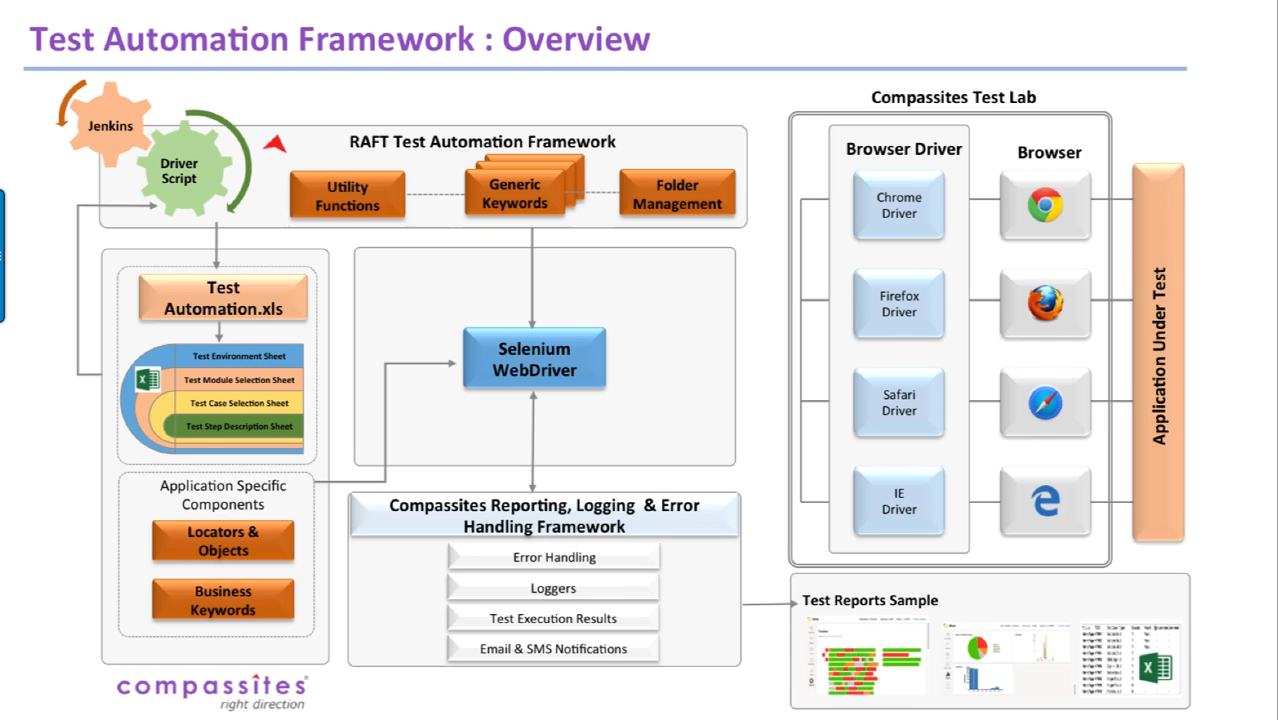 Test Automation Framework : Overview
Jenkins
Driver
Script
RAFT Test Automation Framework
Utility
Functions
Generic
Keywords
Folder
Management
Test
Automation.xls
Test Environment Sheet
Test Module Selection Sheet
Test Case Selection Sheet
Test Step Description Sheet
Application Specific
Components
Locators &
Objects
Business
Keywords
Selenium
WebDriver
Compassites Reporting, Logging & Error
Handling Framework
Error Handling
Loggers
Test Execution Results
Email & SMS Notifications
Compassites Test Lab
Browser Driver
Browser
Chrome
Driver
Firefox
Driver
Safari
Driver
IE
Driver
Application Under Test
Test Reports Sample
compassites
right direction